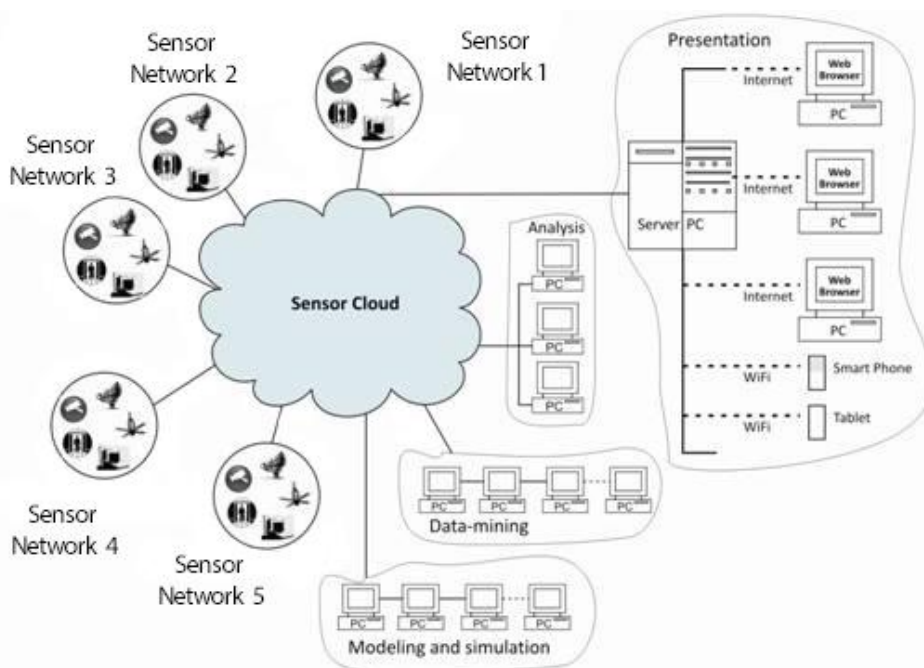 Sensor
Network 2
Sensor
Network 1
Sensor
Network 3
Sensor
Network 4
Sensor
Network 5
Sensor Cloud
Presentation
Internet
Web
Browser
PC
Server PC
Internet
Web
Browser
PC
Internet
Web
Browser
PC
WiFi
Smart Phone
WiFi
Tablet
Analysis
PC
PC
PC
PC
PC
PC
PC
Data-mining
PC
PC
PC
PC
Modeling and simulation